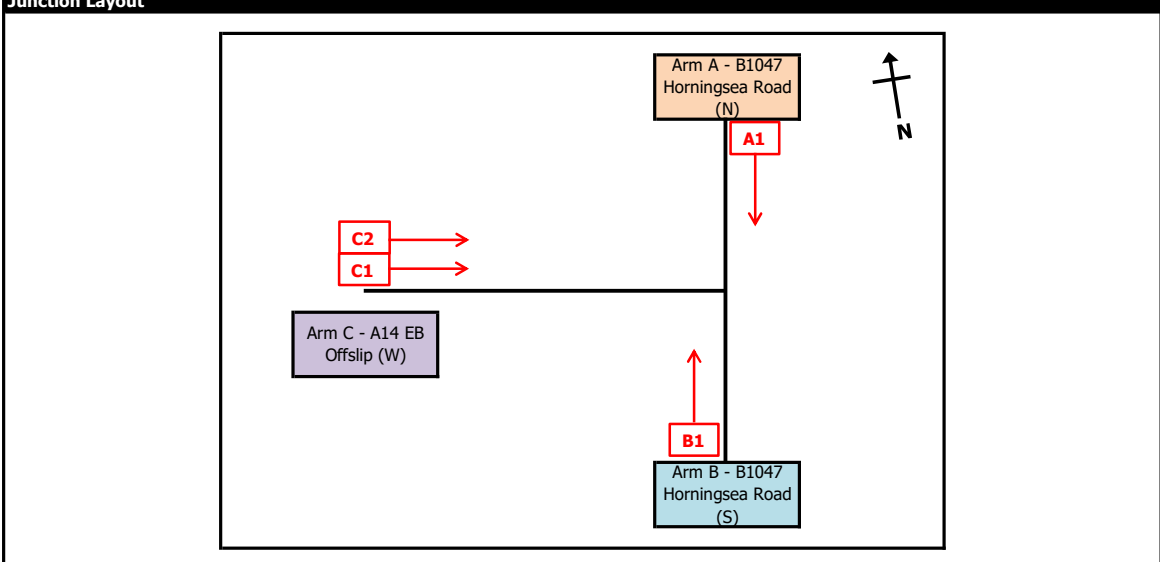 Junction Layout
Arm A - B1047
Horningsea Road
(N)
A1
N
C2
C1
Arm C - A14 EB
Offslip (W)
B1
Arm B - B1047
Horningsea Road
(S)